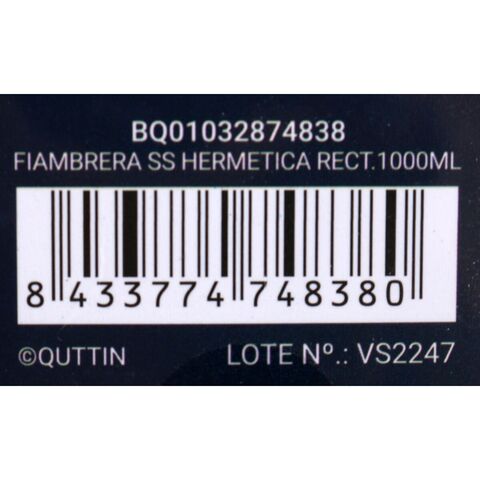 BQ01032874838
FIAMBRERA SS HERMETICA RECT.1000ML
8 433774 748380
©QUTTIN LOTE Nº.: VS2247